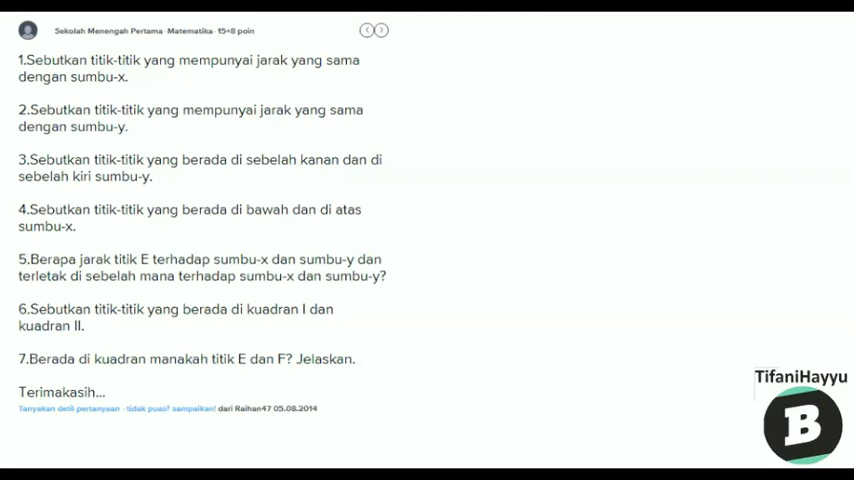 Sekolah Menengah Pertama · Matematika · 15+8 poin
1.Sebutkan titik-titik yang mempunyai jarak yang sama
dengan sumbu-x.
2.Sebutkan titik-titik yang mempunyai jarak yang sama
dengan sumbu-y.
3.Sebutkan titik-titik yang berada di sebelah kanan dan di
sebelah kiri sumbu-y.
4.Sebutkan titik-titik yang berada di bawah dan di atas
sumbu-x.
5.Berapa jarak titik E terhadap sumbu-x dan sumbu-y dan
terletak di sebelah mana terhadap sumbu-x dan sumbu-y?
6.Sebutkan titik-titik yang berada di kuadran I dan
kuadran II.
7.Berada di kuadran manakah titik E dan F? Jelaskan.
Terimakasih...
Tanyakan detil pertanyaan · tidak puas? sampaikan! dari Raihan47 05.08.2014
TifaniHayyu
B